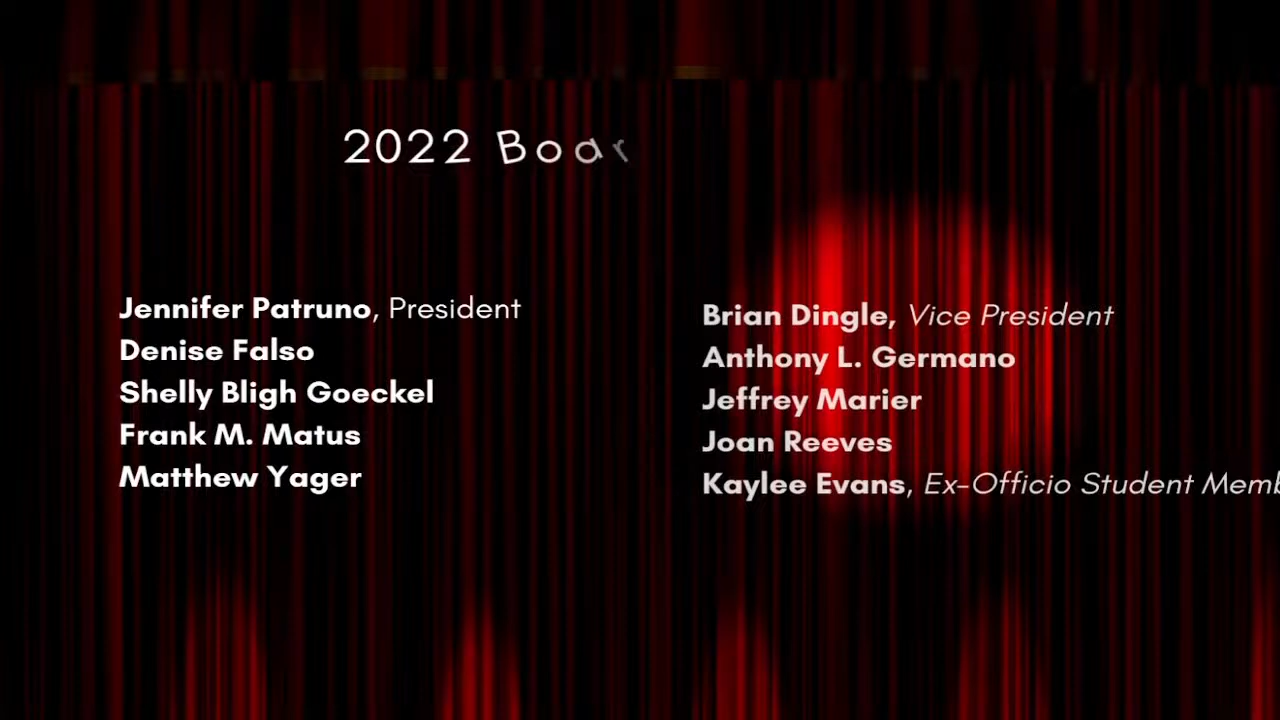 2022 Boar
Jennifer Patruno, President
Denise Falso
Shelly Bligh Goeckel
Frank M. Matus
Matthew Yager
Brian Dingle, Vice President
Anthony L. Germano
Jeffrey Marier
Joan Reeves
Kaylee Evans, Ex-Officio Student Memb